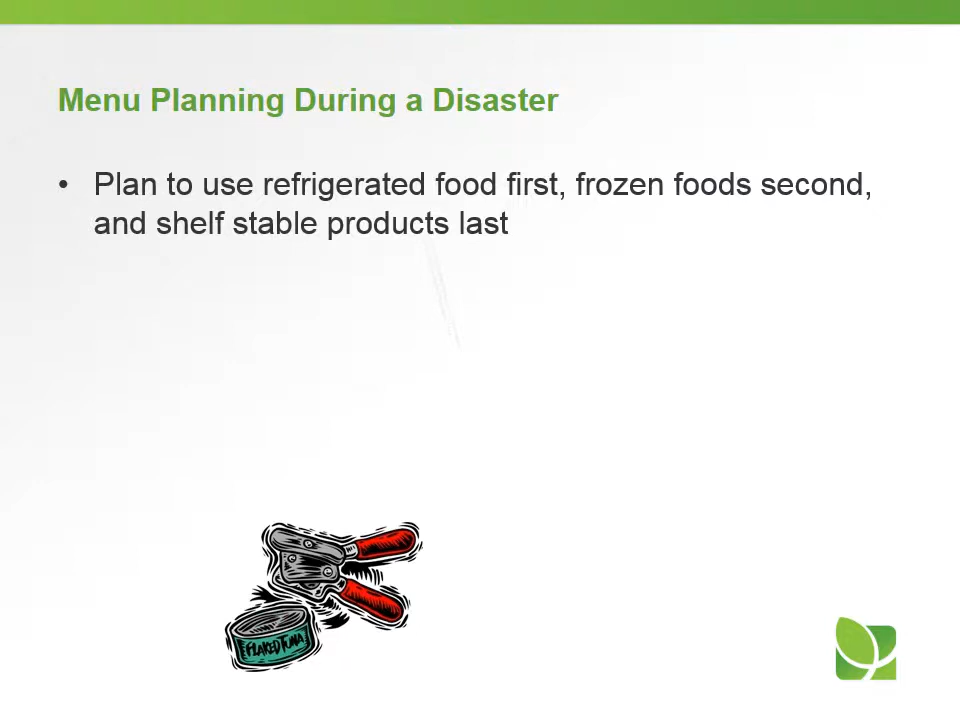 Menu Planning During a Disaster
• Plan to use refrigerated food first, frozen foods second,
and shelf stable products last
FLAKED TUNA